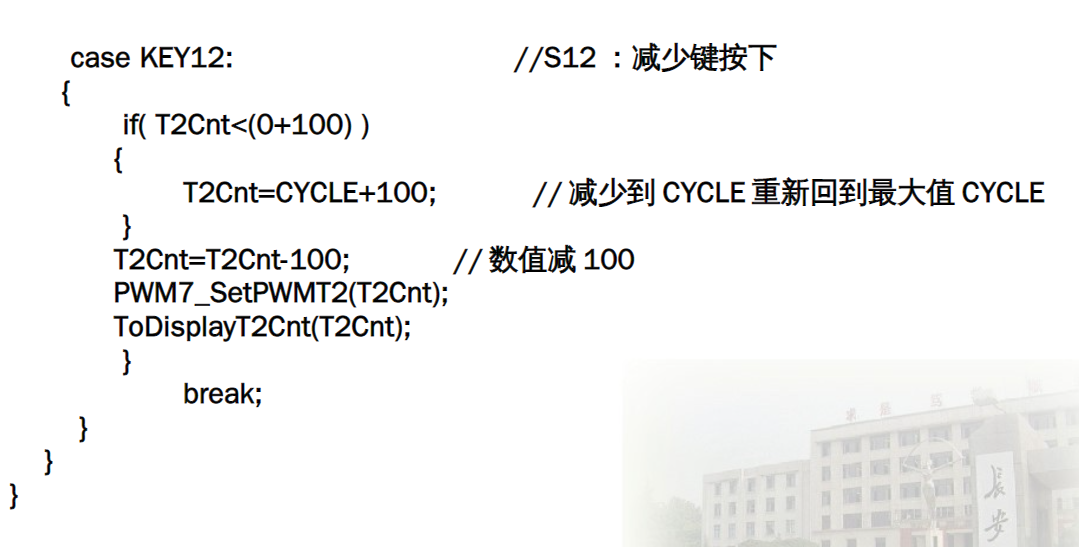 case KEY12: //S12 ：减少键按下
{
if( T2Cnt<(0+100) )
{
T2Cnt=CYCLE+100; // 减少到 CYCLE 重新回到最大值 CYCLE
}
T2Cnt=T2Cnt-100; // 数值减 100
PWM7_SetPWMT2(T2Cnt);
ToDisplayT2Cnt(T2Cnt);
}
break;
}
}
}
长
安